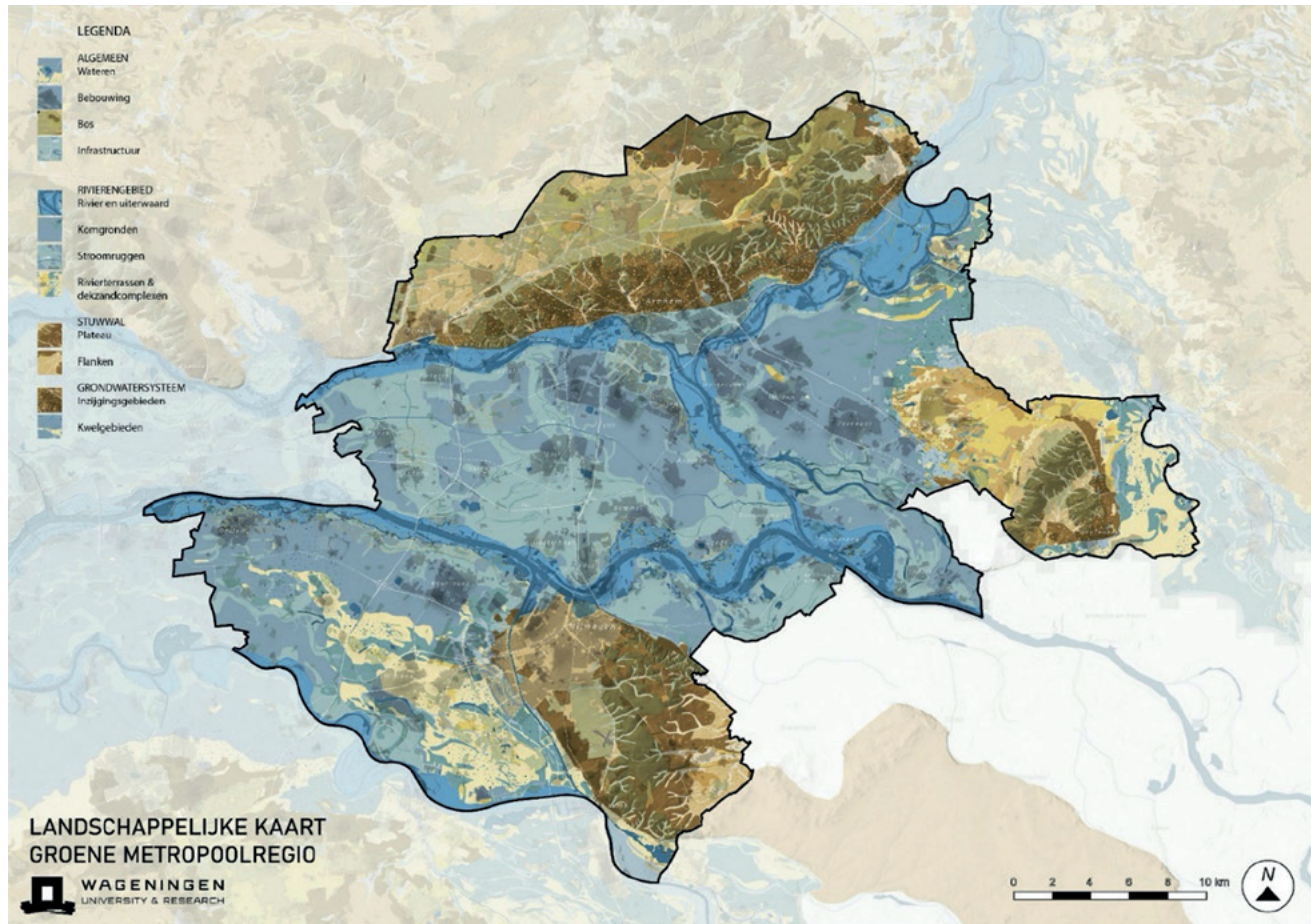 LEGENDA
ALGEMEEN
Wateren
Bebouwing
Bos
Infrastructuur
RIVIERENGEBIED
Rivier en uiterwaard
Komgronden
Stroomruggen
Rivierterrassen &
dekzandcomplexen
STUWWAL
Plateau
Flanken
GRONDWATERSYSTEEM
Inzijgingsgebieden
Kwelgebieden
Arnhem
LANDSCHAPPELIJKE KAART
GROENE METROPOOLREGIO
WAGENINGEN
UNIVERSITY & RESEARCH
0 2 4 6 8 10 km
N